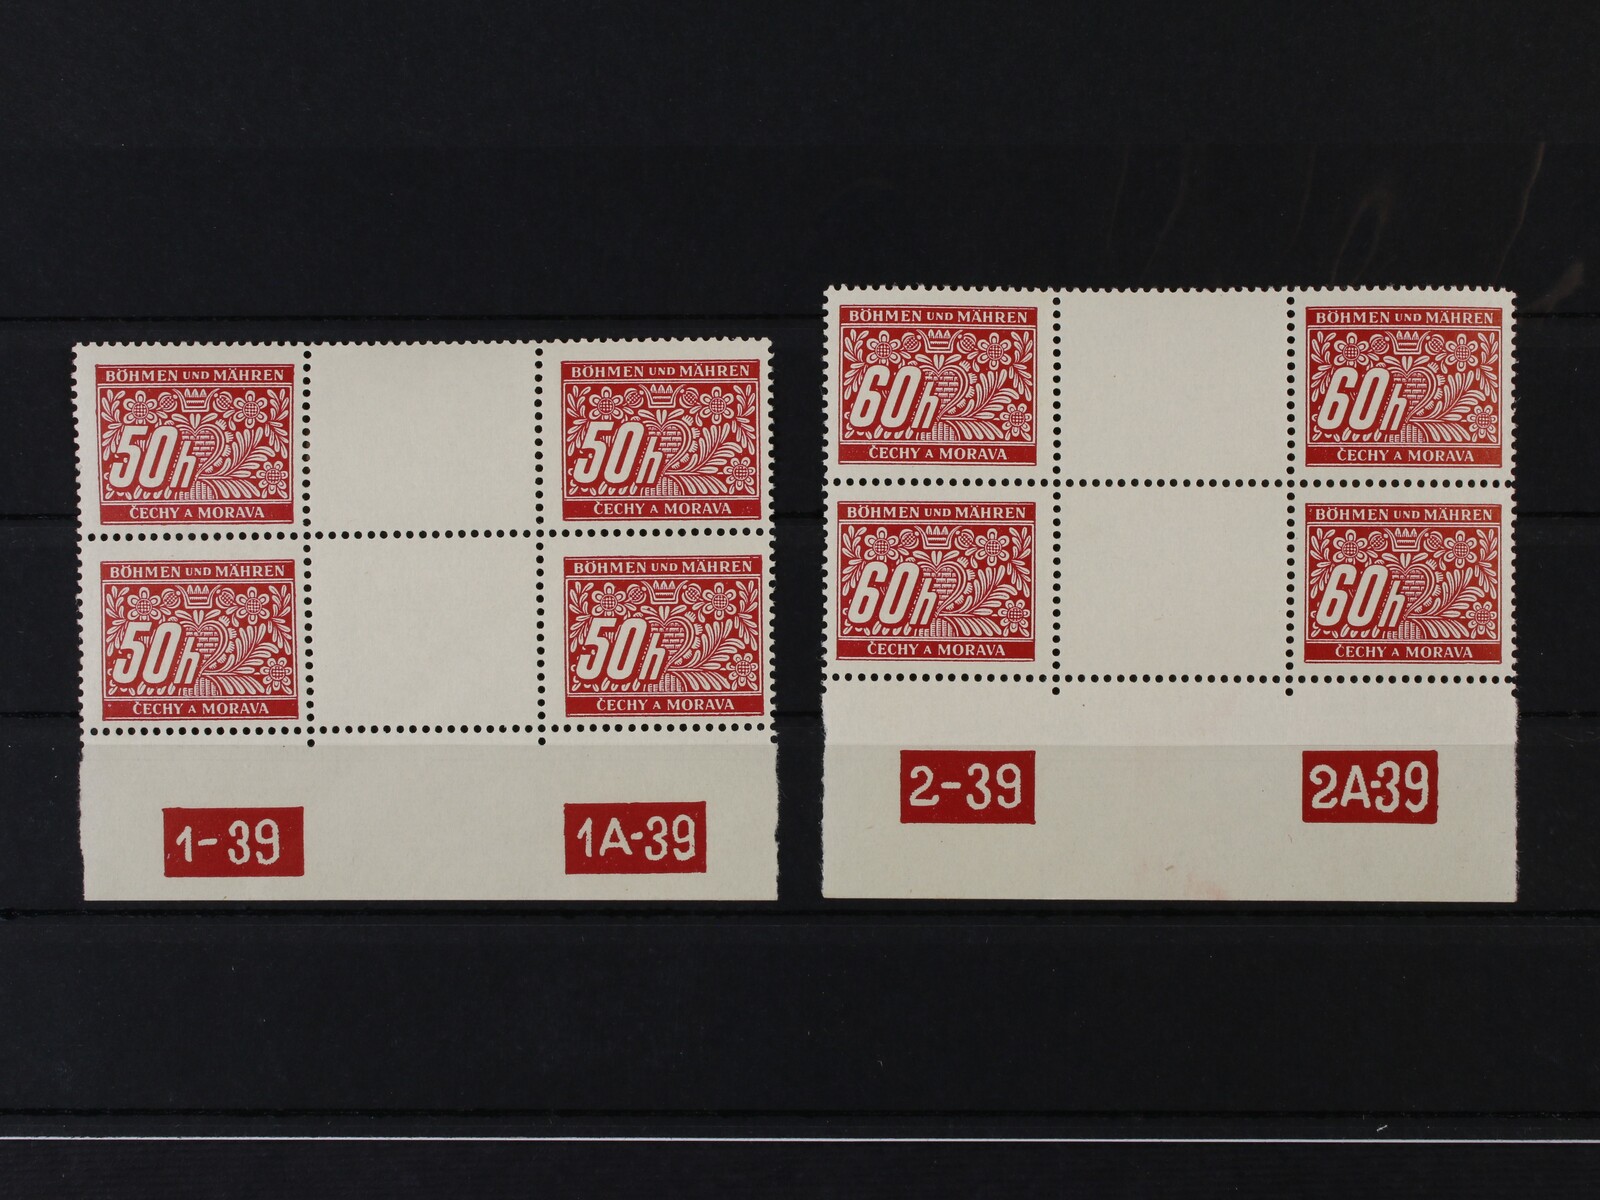 BÖHMEN UND MÄHREN
50h
ČECHY A MORAVA
BÖHMEN UND MÄHREN
50h
ČECHY A MORAVA
BÖHMEN UND MÄHREN
50h
ČECHY A MORAVA
BÖHMEN UND MÄHREN
50h
ČECHY A MORAVA
1-39
1A-39
BÖHMEN UND MÄHREN
60h
ČECHY A MORAVA
BÖHMEN UND MÄHREN
60h
ČECHY A MORAVA
BÖHMEN UND MÄHREN
60h
ČECHY A MORAVA
BÖHMEN UND MÄHREN
60h
ČECHY A MORAVA
2-39
2A-39